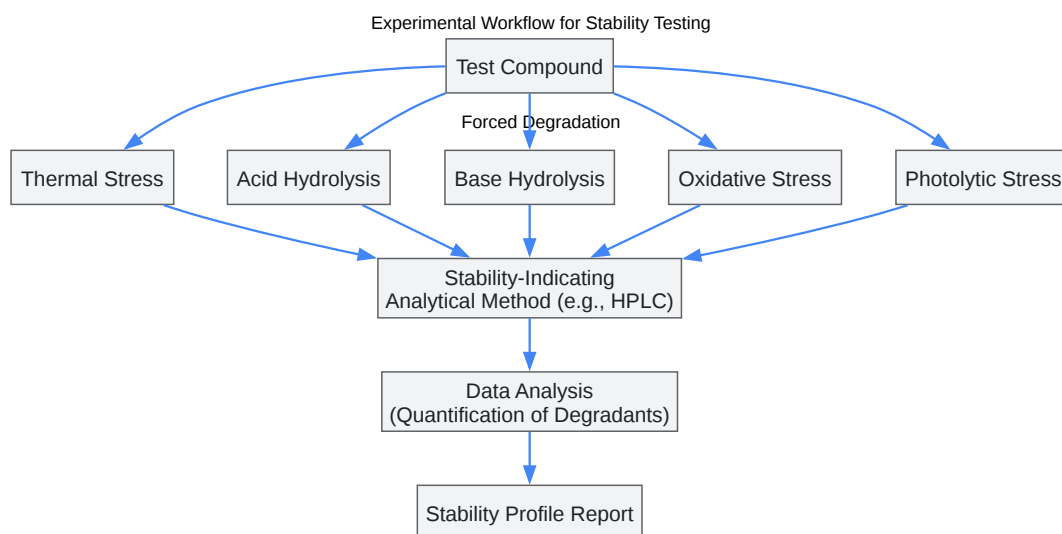 Experimental Workflow for Stability Testing
Test Compound
Forced Degradation
Thermal Stress
Acid Hydrolysis
Base Hydrolysis
Oxidative Stress
Photolytic Stress
Stability-Indicating
Analytical Method (e.g., HPLC)
Data Analysis
(Quantification of Degradants)
Stability Profile Report